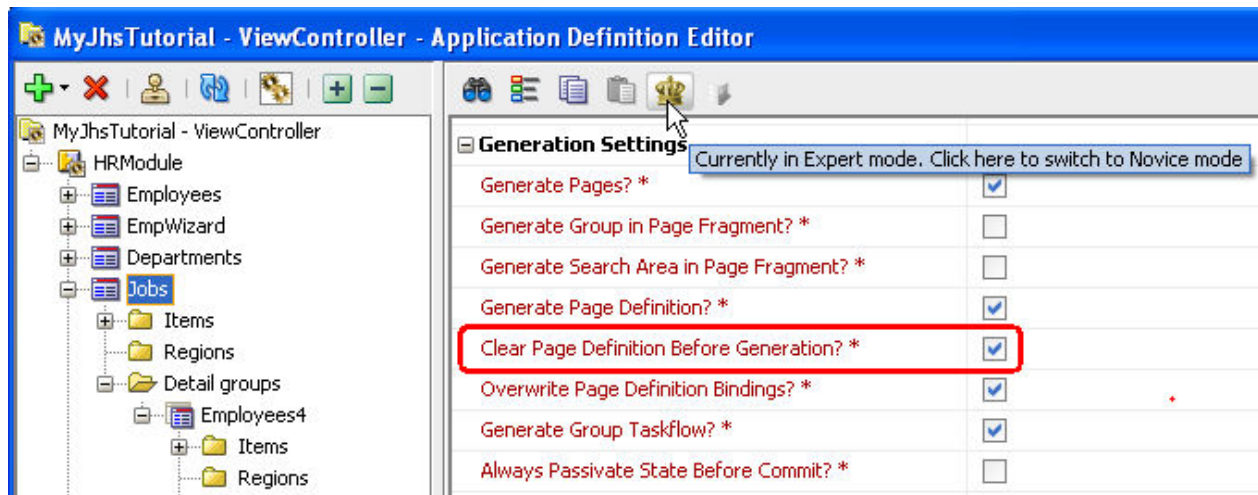 MyJhsTutorial - ViewController - Application Definition Editor
MyJhsTutorial - ViewController
HRModule
Employees
EmpWizard
Departments
Jobs
Items
Regions
Detail groups
Employees4
Items
Regions
Generation Settings
Currently in Expert mode. Click here to switch to Novice mode
Generate Pages? *
Generate Group in Page Fragment? *
Generate Search Area in Page Fragment? *
Generate Page Definition? *
Clear Page Definition Before Generation? *
Overwrite Page Definition Bindings? *
Generate Group Taskflow? *
Always Passivate State Before Commit? *